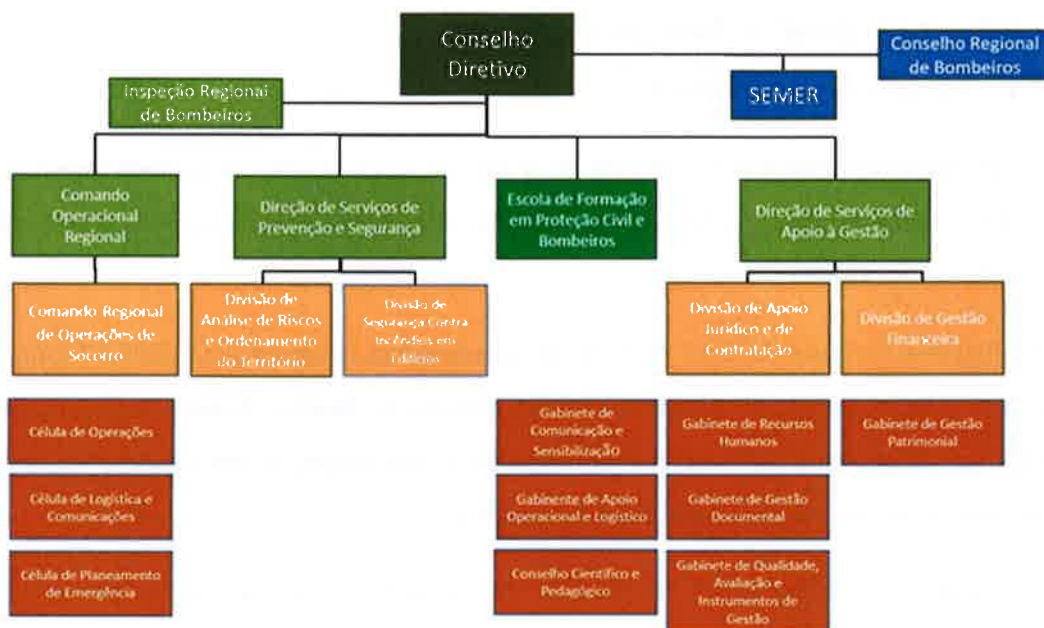 Conselho
Diretivo
Conselho Regional
de Bombeiros
Inspeção Regional
de Bombeiros
SEMER
Comando
Operacional
Regional
Direção de Serviços de
Prevenção e Segurança
Escola de Formação
em Proteção Civil e
Bombeiros
Direção de Serviços de
Apoio à Gestão
Comando Regional
de Operações de
Socorro
Divisão de
Análise de Riscos
e Ordenamento
do Território
Divisão de
Segurança Contra
Incêndios em
Edifícios
Divisão de Apoio
Jurídico e de
Contratação
Divisão de Gestão
Financeira
Célula de Operações
Gabinete de
Comunicação e
Sensibilização
Gabinete de Recursos
Humanos
Gabinete de Gestão
Patrimonial
Célula de Logística e
Comunicações
Gabinente de Apoio
Operacional e Logístico
Gabinete de Gestão
Documental
Célula de Planeamento
de Emergência
Conselho Científico e
Pedagógico
Gabinete de Qualidade,
Avaliação e
Instrumentos de
Gestão